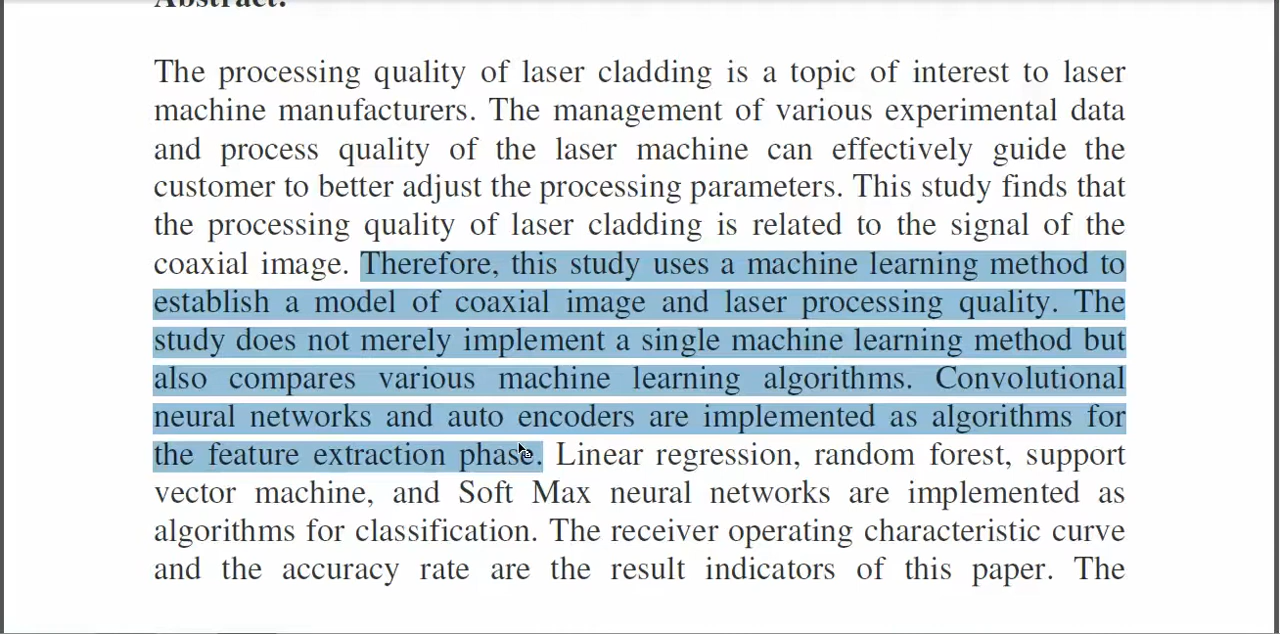 Abstract.
The processing quality of laser cladding is a topic of interest to laser
machine manufacturers. The management of various experimental data
and process quality of the laser machine can effectively guide the
customer to better adjust the processing parameters. This study finds that
the processing quality of laser cladding is related to the signal of the
coaxial image. Therefore, this study uses a machine learning method to
establish a model of coaxial image and laser processing quality. The
study does not merely implement a single machine learning method but
also compares various machine learning algorithms. Convolutional
neural networks and auto encoders are implemented as algorithms for
the feature extraction phase. Linear regression, random forest, support
vector machine, and Soft Max neural networks are implemented as
algorithms for classification. The receiver operating characteristic curve
and the accuracy rate are the result indicators of this paper. The